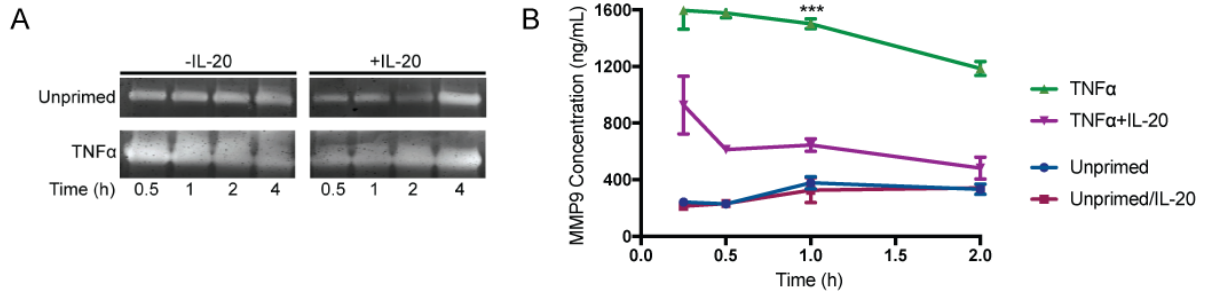 A
-IL-20 +IL-20
Unprimed
TNFα
Time (h) 0.5 1 2 4 0.5 1 2 4
B
MMP9 Concentration (ng/mL)
1600
1200
800
400
0
***
0.0 0.5 1.0 1.5 2.0
Time (h)
TNFα
TNFα+IL-20
Unprimed
Unprimed/IL-20